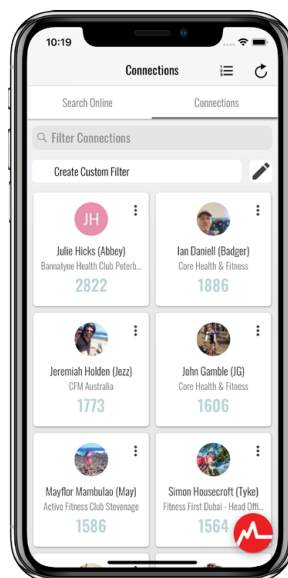 10:19
Connections
Search Online
Connections
Filter Connections
Create Custom Filter
JH
Julie Hicks (Abbey)
Bannatyne Health Club Peterb...
2822
Ian Daniell (Badger)
Core Health & Fitness
1886
Jeremiah Holden (Jezz)
CFM Australia
1773
John Gamble (JG)
Core Health & Fitness
1606
Mayflor Mambulao (May)
Active Fitness Club Stevenage
1586
Simon Housecroft (Tyke)
Fitness First Dubai - Head Offi...
1564